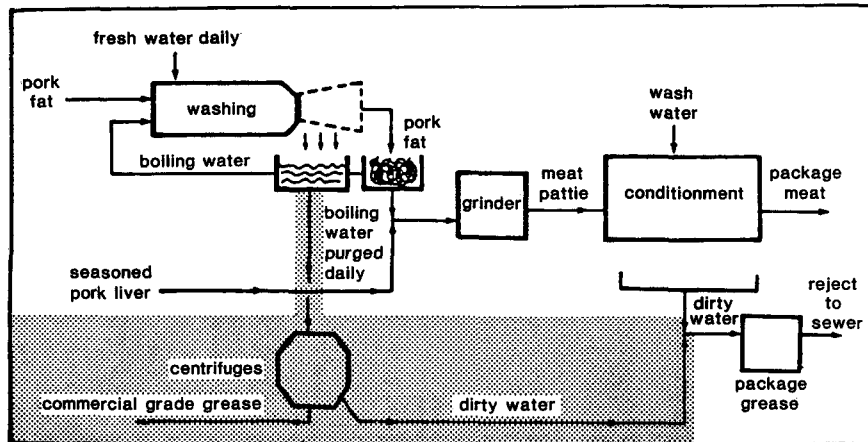 fresh water daily
pork
fat
washing
boiling water
pork
fat
wash
water
grinder
meat
pattie
conditionment
package
meat
boiling
water
purged
daily
seasoned
pork liver
dirty
water
reject
to
sewer
centrifuges
package
grease
commercial grade grease
dirty water